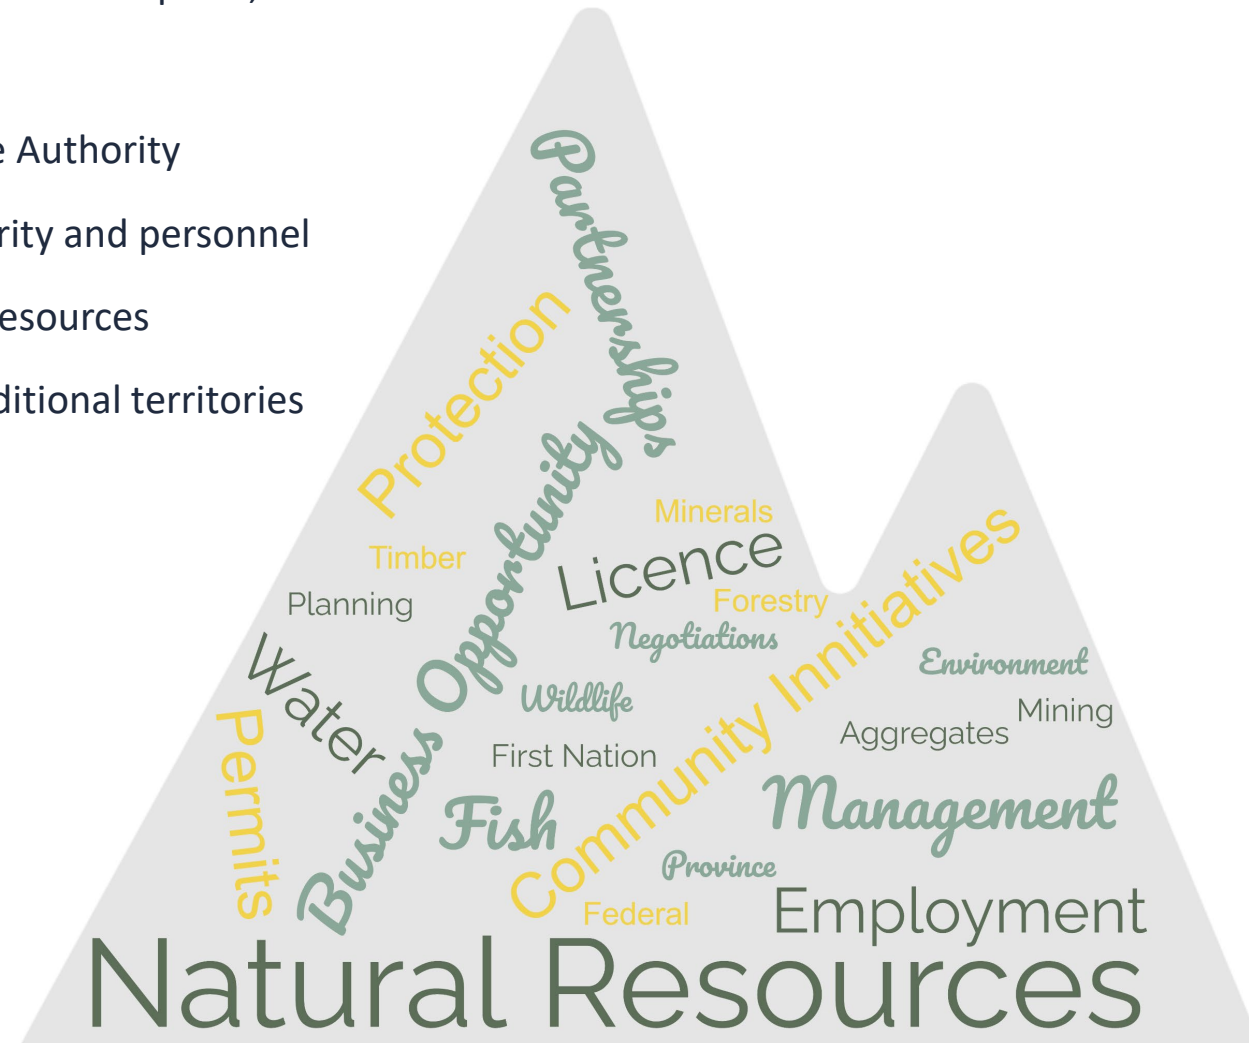 e Authority
rity and personnel
esources
ditional territories
Partnerships
Protection
Business Opportunity
Minerals
Licence
Timber
Forestry
Planning
Negotiations
Community Innitiatives
Water
Wildlife
Environment
Mining
Permits
First Nation
Aggregates
Fish
Management
Province
Federal
Employment
Natural Resources